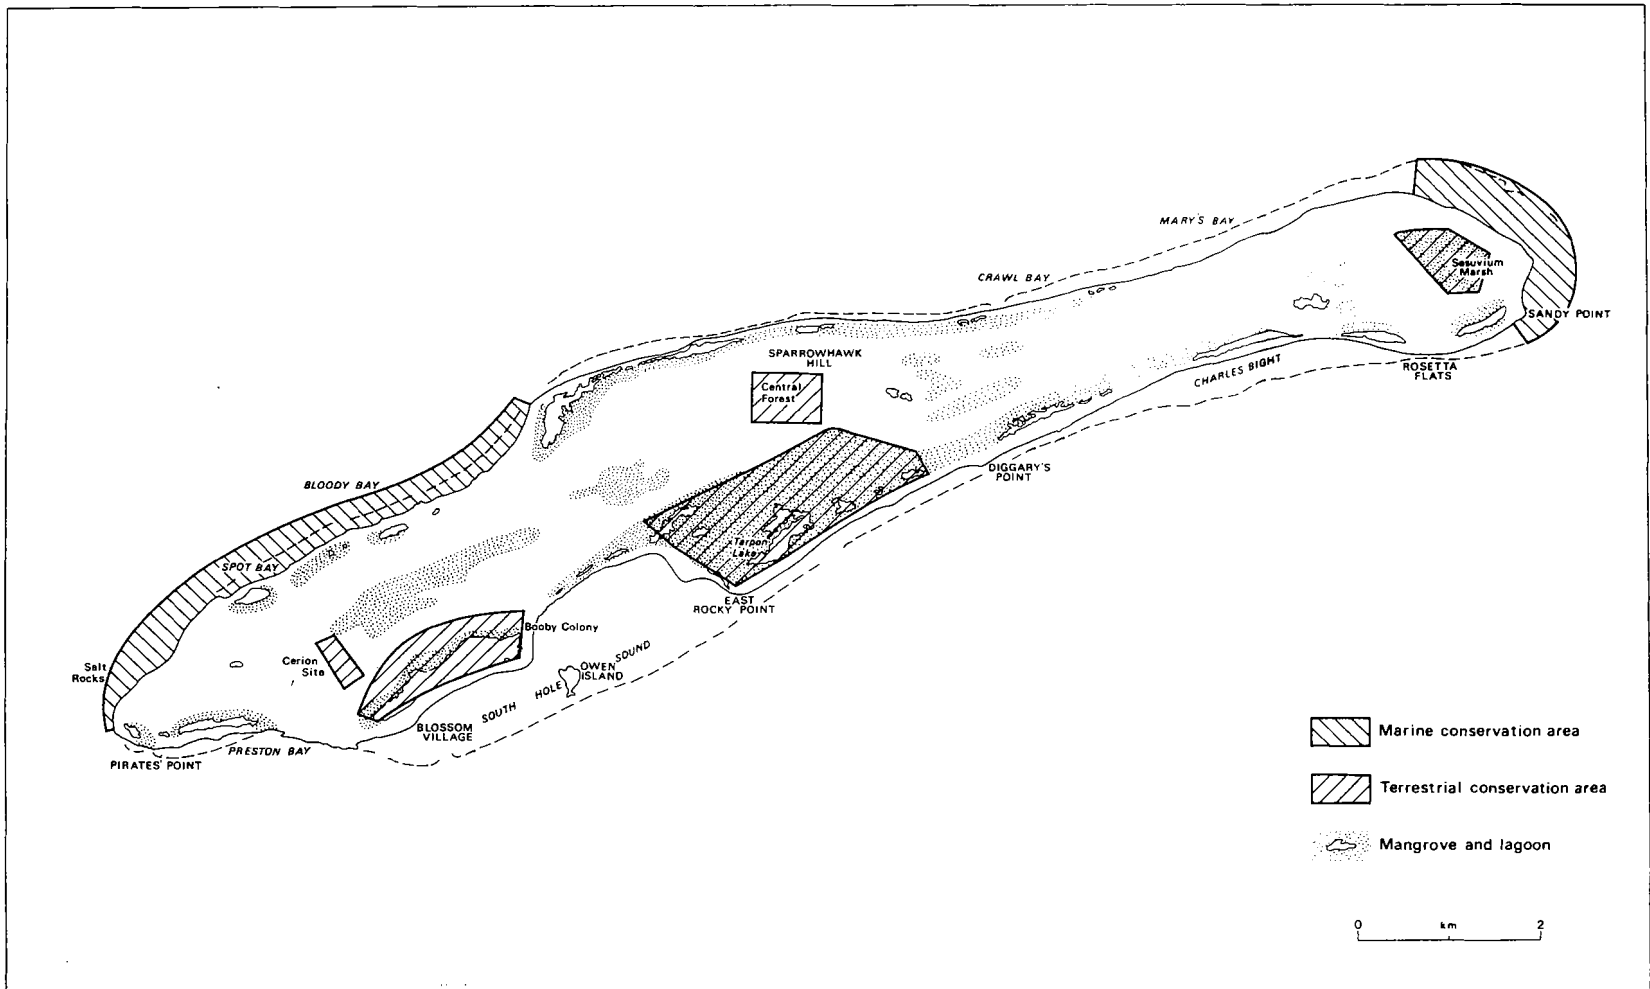 MARY'S BAY
CRAWL BAY
Sesuvium
Marsh
SANDY POINT
SPARROWHAWK
HILL
Central
Forest
CHARLES BIGHT
ROSETTA
FLATS
DIGGARY'S
POINT
BLOODY BAY
SPOT BAY
Tarpon
Lake
EAST
ROCKY POINT
Booby Colony
Cerion
Site
Salt
Rocks
SOUTH HOLE SOUND
OWEN
ISLAND
BLOSSOM
VILLAGE
PRESTON BAY
PIRATES' POINT
Marine conservation area
Terrestrial conservation area
Mangrove and lagoon
0 km 2